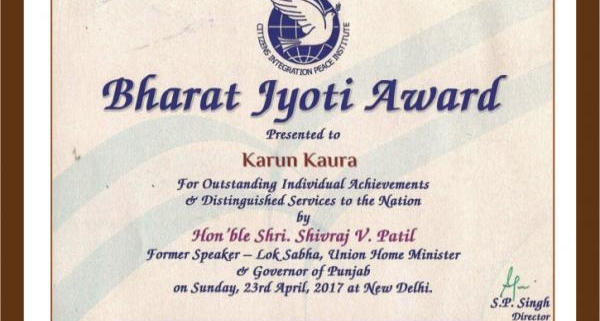 CITIZENS INTEGRATION PEACE INSTITUTE
Bharat Jyoti Award
Presented to
Karun Kaura
For Outstanding Individual Achievements
& Distinguished Services to the Nation
by
Hon'ble Shri. Shivraj V. Patil
Former Speaker – Lok Sabha, Union Home Minister
& Governor of Punjab
on Sunday, 23rd April, 2017 at New Delhi.
S.P. Singh
Director